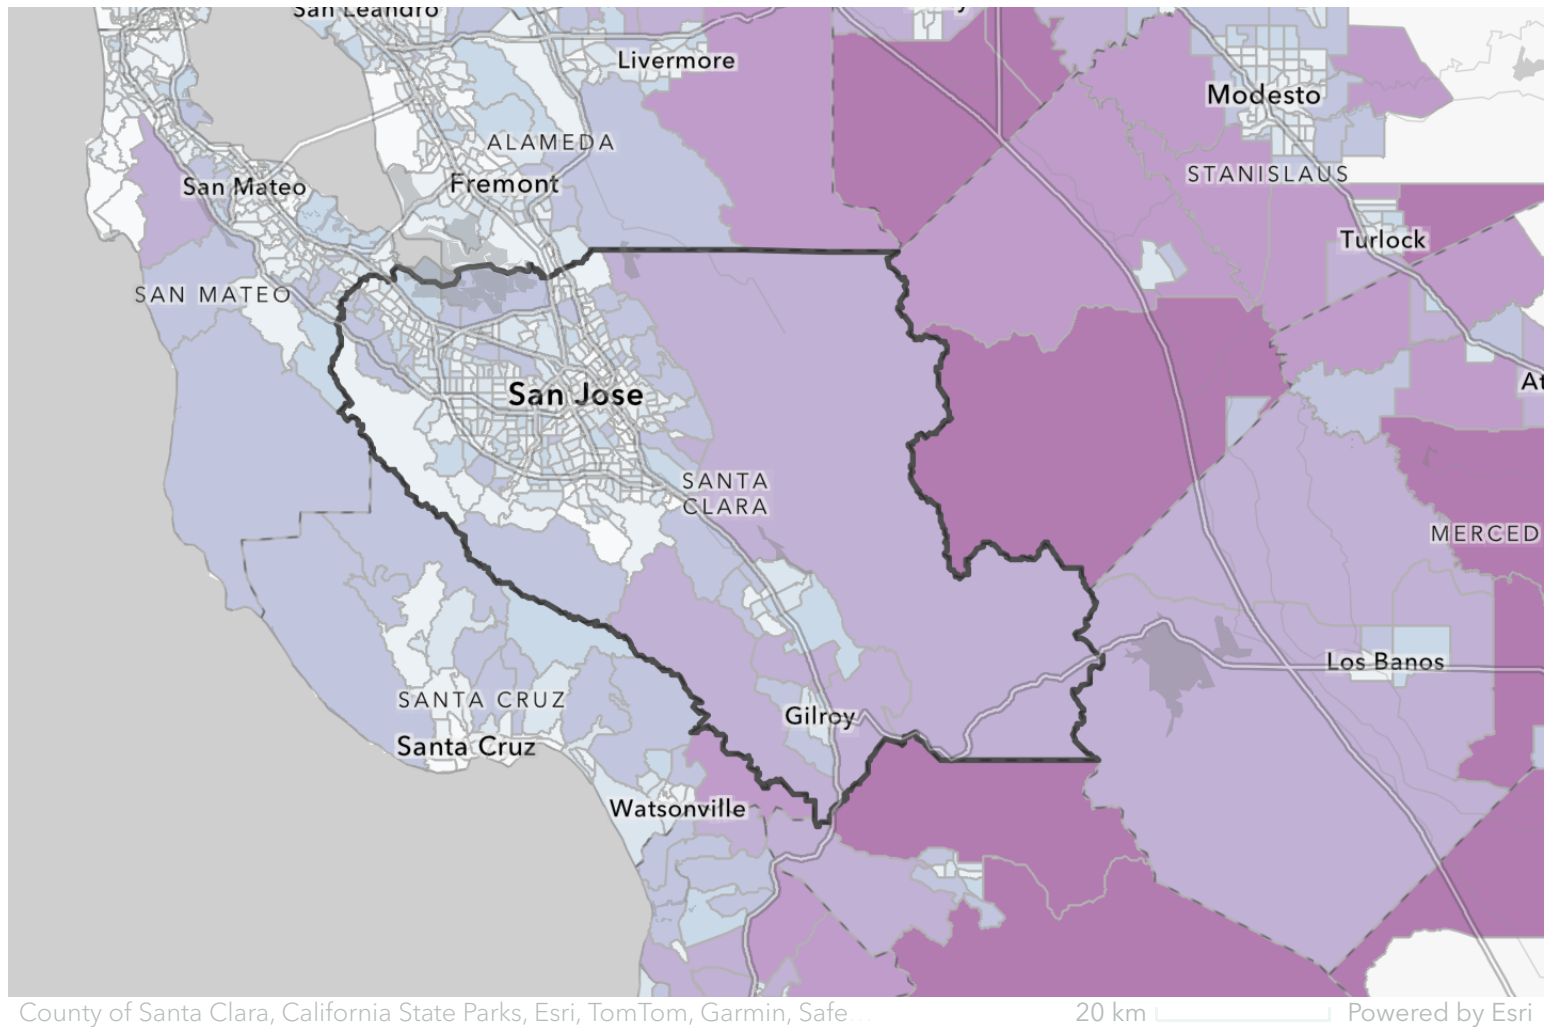 San Leandro
Livermore
Modesto
ALAMEDA
STANISLAUS
San Mateo
Fremont
Turlock
SAN MATEO
San Jose
SANTA
CLARA
MERCED
Los Banos
SANTA CRUZ
Gilroy
Santa Cruz
Watsonville
County of Santa Clara, California State Parks, Esri, TomTom, Garmin, Safe...
20 km
Powered by Esri